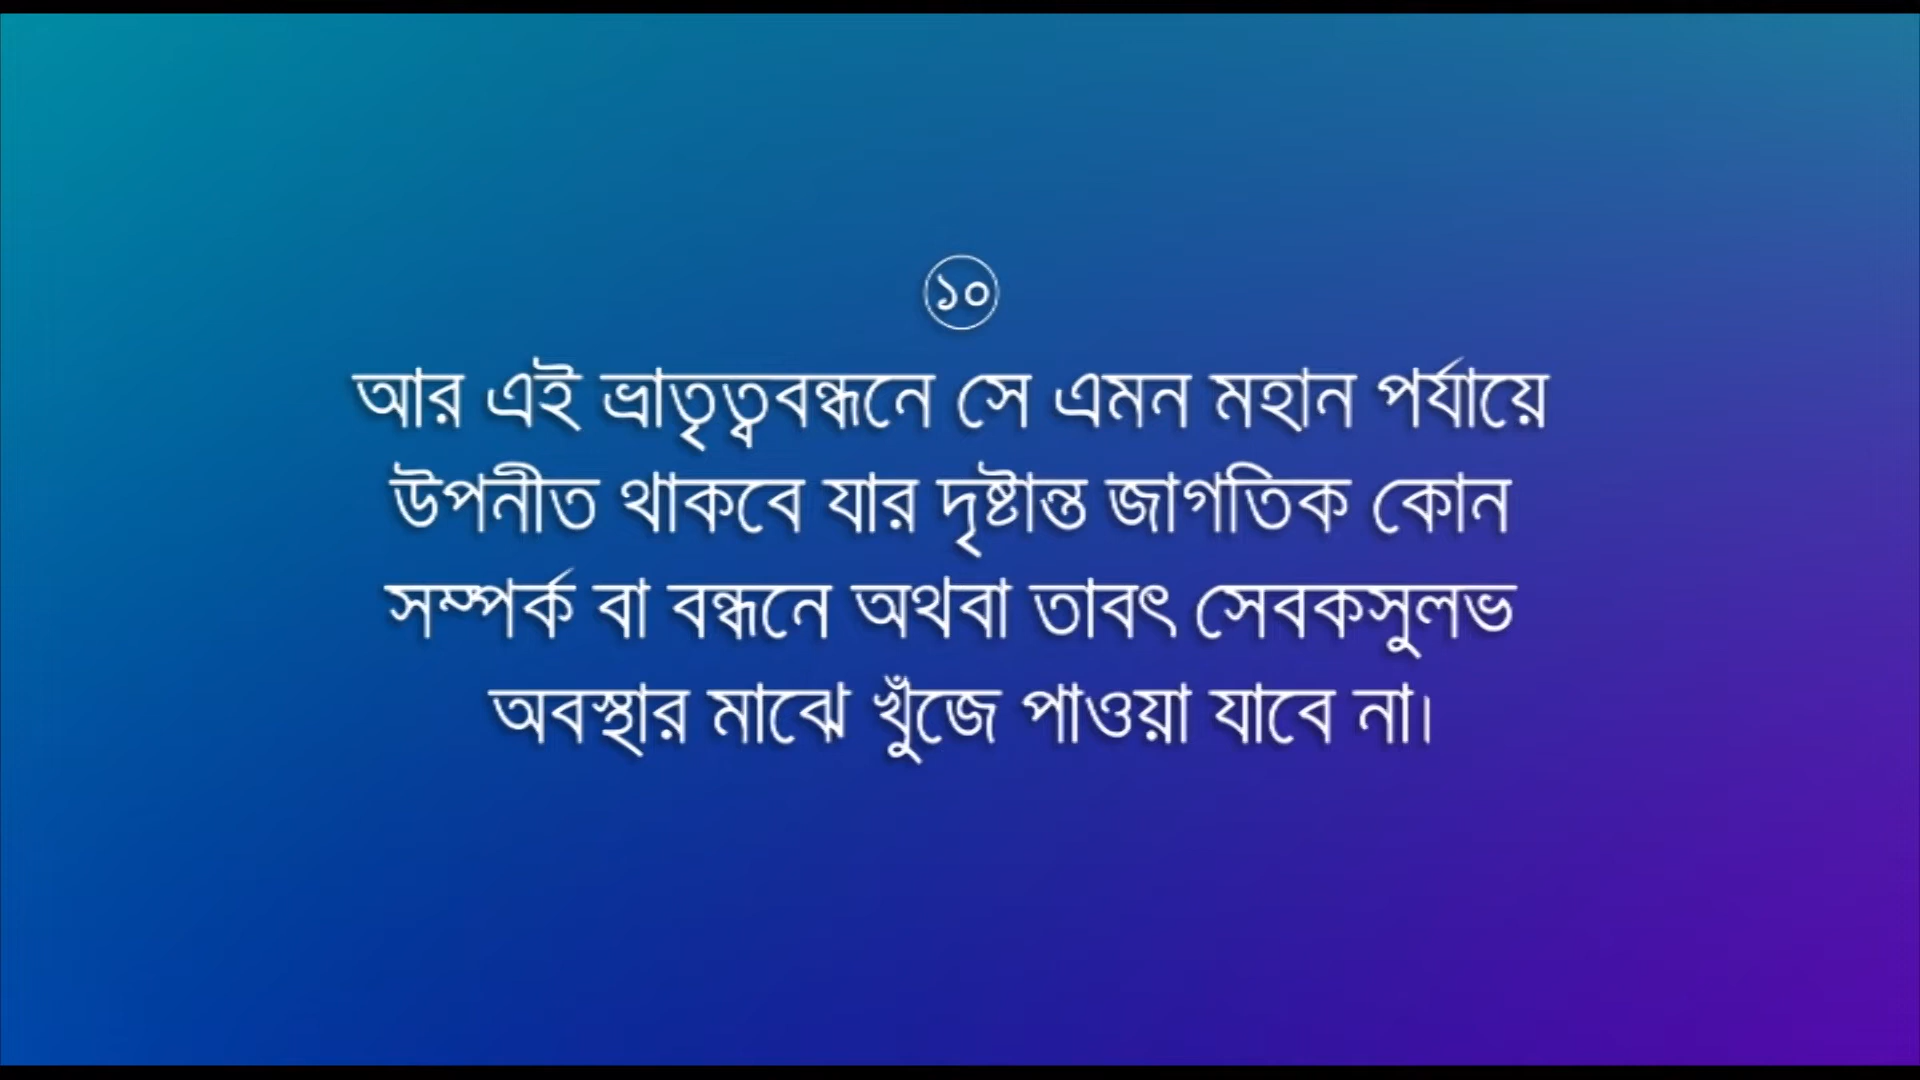 ১০
আর এই ভ্রাতৃত্ববন্ধনে সে এমন মহান পর্যায়ে
উপনীত থাকবে যার দৃষ্টান্ত জাগতিক কোন
সম্পর্ক বা বন্ধনে অথবা তাবৎ সেবকসুলভ
অবস্থার মাঝে খুঁজে পাওয়া যাবে না।